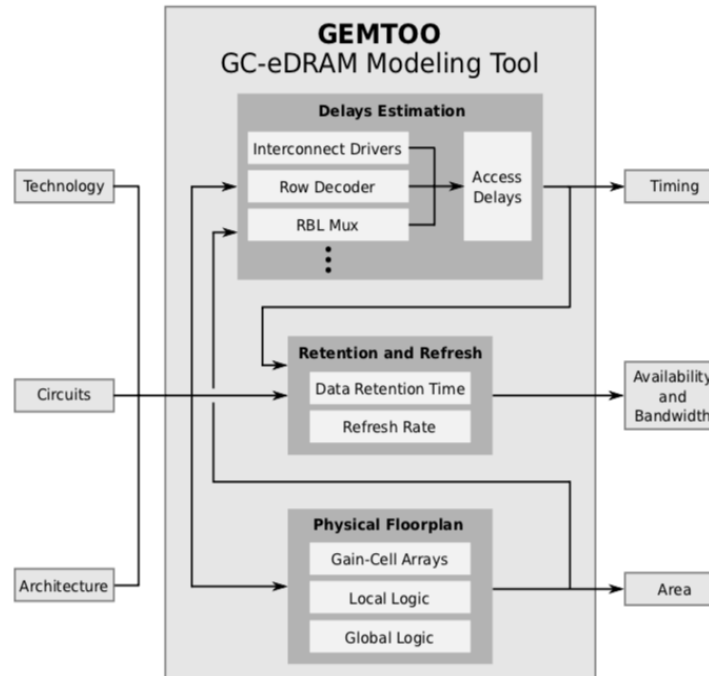 GEMTOO
GC-eDRAM Modeling Tool
Delays Estimation
Interconnect Drivers
Row Decoder
RBL Mux
Access
Delays
Technology
Timing
Retention and Refresh
Data Retention Time
Refresh Rate
Circuits
Availability
and
Bandwidth
Physical Floorplan
Gain-Cell Arrays
Local Logic
Global Logic
Architecture
Area